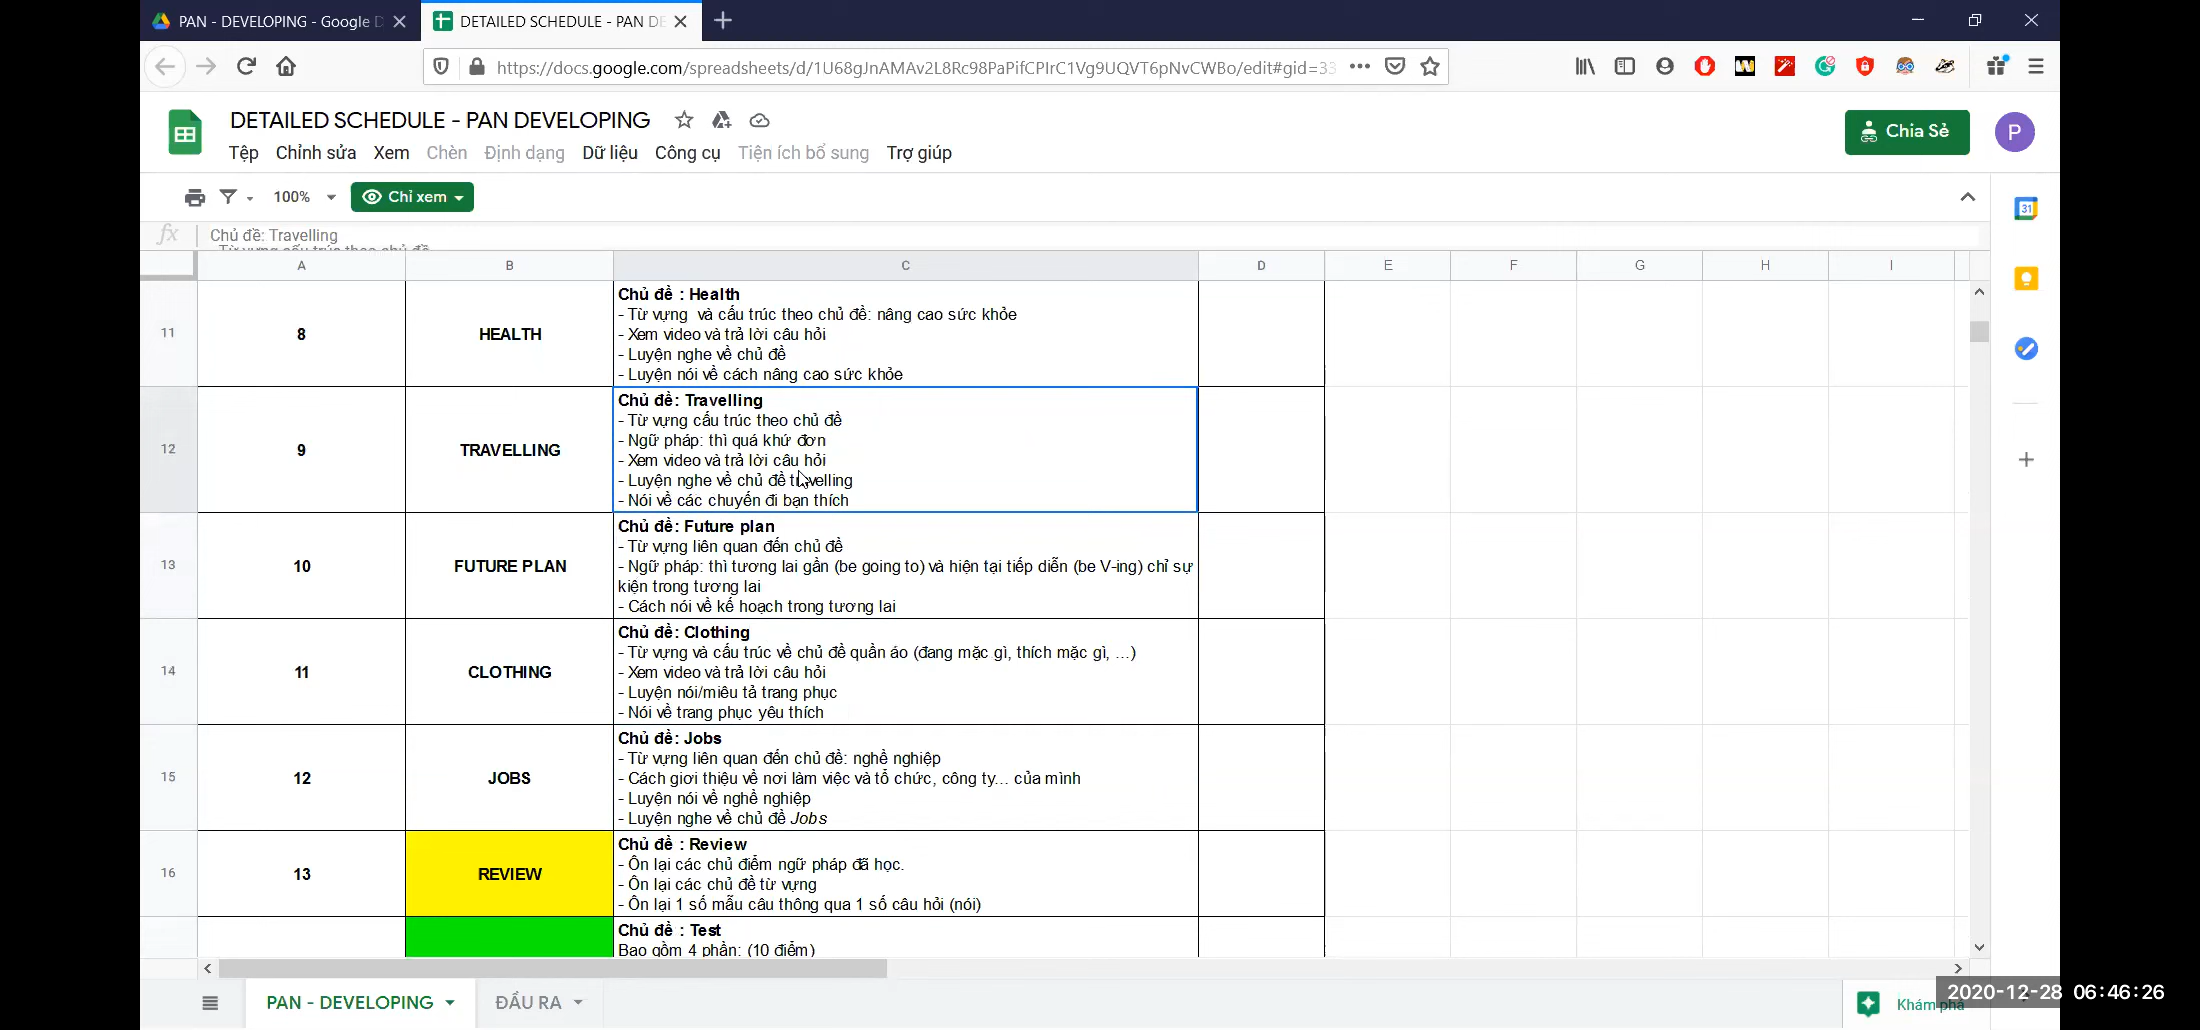 PAN - DEVELOPING - Google D
DETAILED SCHEDULE - PAN DE
https://docs.google.com/spreadsheets/d/1U68gJnAMAv2L8Rc98PaPifCPIrC1Vg9UQVT6pNvCWBo/edit#gid=33
DETAILED SCHEDULE - PAN DEVELOPING
Chia Sẻ
P
Tệp Chỉnh sửa Xem Chèn Định dạng Dữ liệu Công cụ Tiện ích bổ sung Trợ giúp
100% Chỉ xem
fx Chủ đề: Travelling
- Từ vựng cấu trúc theo chủ đề
A B C D E F G H I
11 8 HEALTH
Chủ đề : Health
- Từ vựng và cấu trúc theo chủ đề: nâng cao sức khỏe
- Xem video và trả lời câu hỏi
- Luyện nghe về chủ đề
- Luyện nói về cách nâng cao sức khỏe
12 9 TRAVELLING
Chủ đề: Travelling
- Từ vựng cấu trúc theo chủ đề
- Ngữ pháp: thì quá khứ đơn
- Xem video và trả lời câu hỏi
- Luyện nghe về chủ đề travelling
- Nói về các chuyến đi bạn thích
13 10 FUTURE PLAN
Chủ đề: Future plan
- Từ vựng liên quan đến chủ đề
- Ngữ pháp: thì tương lai gần (be going to) và hiện tại tiếp diễn (be V-ing) chỉ sự
kiện trong tương lai
- Cách nói về kế hoạch trong tương lai
14 11 CLOTHING
Chủ đề: Clothing
- Từ vựng và cấu trúc về chủ đề quần áo (đang mặc gì, thích mặc gì, ...)
- Xem video và trả lời câu hỏi
- Luyện nói/miêu tả trang phục
- Nói về trang phục yêu thích
15 12 JOBS
Chủ đề: Jobs
- Từ vựng liên quan đến chủ đề: nghề nghiệp
- Cách giơi thiệu về nơi làm việc và tổ chức, công ty... của mình
- Luyện nói về nghề nghiệp
- Luyện nghe về chủ đề Jobs
16 13 REVIEW
Chủ đề : Review
- Ôn lại các chủ điểm ngữ pháp đã học.
- Ôn lại các chủ đề từ vựng
- Ôn lại 1 số mẫu câu thông qua 1 số câu hỏi (nói)
Chủ đề : Test
Bao gồm 4 phần: (10 điểm)
PAN - DEVELOPING ĐẦU RA
Khám phá
2020-12-28 06:46:26